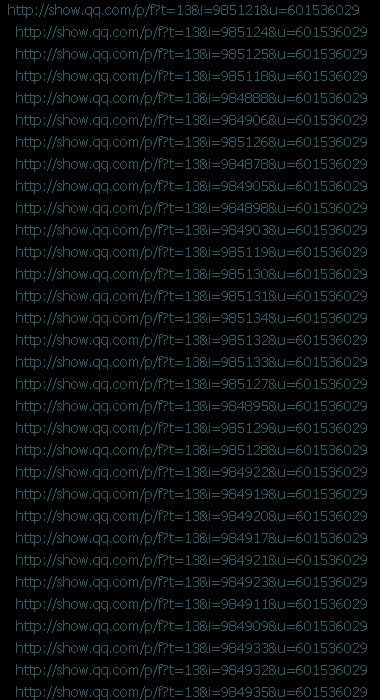 http://show.qq.com/p/f?t=13&i=985121&u=601536029
http://show.qq.com/p/f?t=13&i=985124&u=601536029
http://show.qq.com/p/f?t=13&i=985125&u=601536029
http://show.qq.com/p/f?t=13&i=985118&u=601536029
http://show.qq.com/p/f?t=13&i=984888&u=601536029
http://show.qq.com/p/f?t=13&i=984906&u=601536029
http://show.qq.com/p/f?t=13&i=985126&u=601536029
http://show.qq.com/p/f?t=13&i=984878&u=601536029
http://show.qq.com/p/f?t=13&i=984905&u=601536029
http://show.qq.com/p/f?t=13&i=984898&u=601536029
http://show.qq.com/p/f?t=13&i=984903&u=601536029
http://show.qq.com/p/f?t=13&i=985119&u=601536029
http://show.qq.com/p/f?t=13&i=985130&u=601536029
http://show.qq.com/p/f?t=13&i=985131&u=601536029
http://show.qq.com/p/f?t=13&i=985134&u=601536029
http://show.qq.com/p/f?t=13&i=985132&u=601536029
http://show.qq.com/p/f?t=13&i=985133&u=601536029
http://show.qq.com/p/f?t=13&i=985127&u=601536029
http://show.qq.com/p/f?t=13&i=984895&u=601536029
http://show.qq.com/p/f?t=13&i=985129&u=601536029
http://show.qq.com/p/f?t=13&i=985128&u=601536029
http://show.qq.com/p/f?t=13&i=984922&u=601536029
http://show.qq.com/p/f?t=13&i=984919&u=601536029
http://show.qq.com/p/f?t=13&i=984920&u=601536029
http://show.qq.com/p/f?t=13&i=984917&u=601536029
http://show.qq.com/p/f?t=13&i=984921&u=601536029
http://show.qq.com/p/f?t=13&i=984923&u=601536029
http://show.qq.com/p/f?t=13&i=984911&u=601536029
http://show.qq.com/p/f?t=13&i=984909&u=601536029
http://show.qq.com/p/f?t=13&i=984933&u=601536029
http://show.qq.com/p/f?t=13&i=984932&u=601536029
http://show.qq.com/p/f?t=13&i=984935&u=601536029